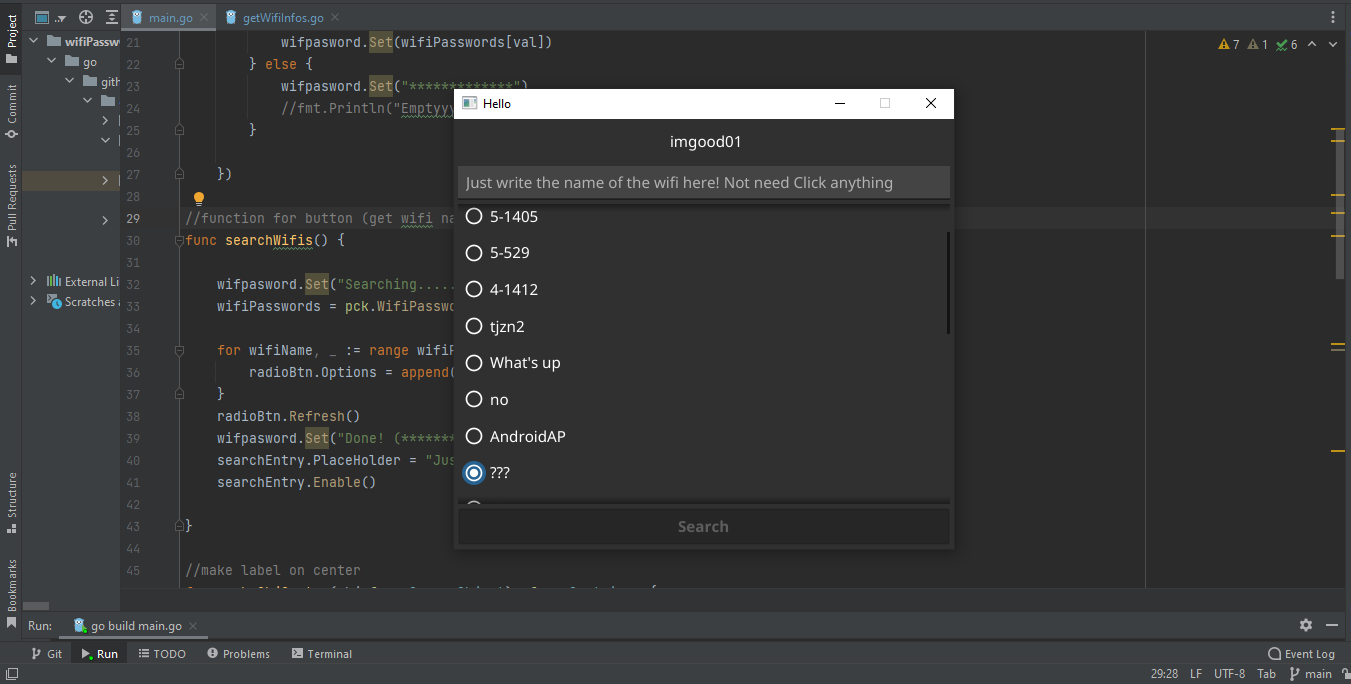 Project
main.go
getWifiInfos.go
wifiPassw
go
gith
External Li
Scratches a
Commit
Pull Requests
Structure
Bookmarks
21 wifpasword.Set(wifiPasswords[val])
22 } else {
23 wifpasword.Set("*************")
24 //fmt.Println("Emptyyy
25 }
26
27 })
28
29 //function for button (get wifi na
30 func searchWifis() {
31
32 wifpasword.Set("Searching.....
33 wifiPasswords = pck.WifiPasswo
34
35 for wifiName, _ := range wifiP
36 radioBtn.Options = append(
37 }
38 radioBtn.Refresh()
39 wifpasword.Set("Done! (*******
40 searchEntry.PlaceHolder = "Jus
41 searchEntry.Enable()
42
43 }
44
45 //make label on center
7 1 6
Hello
imgood01
Just write the name of the wifi here! Not need Click anything
5-1405
5-529
4-1412
tjzn2
What's up
no
AndroidAP
???
Search
Run: go build main.go
Git Run TODO Problems Terminal Event Log
29:28 LF UTF-8 Tab main